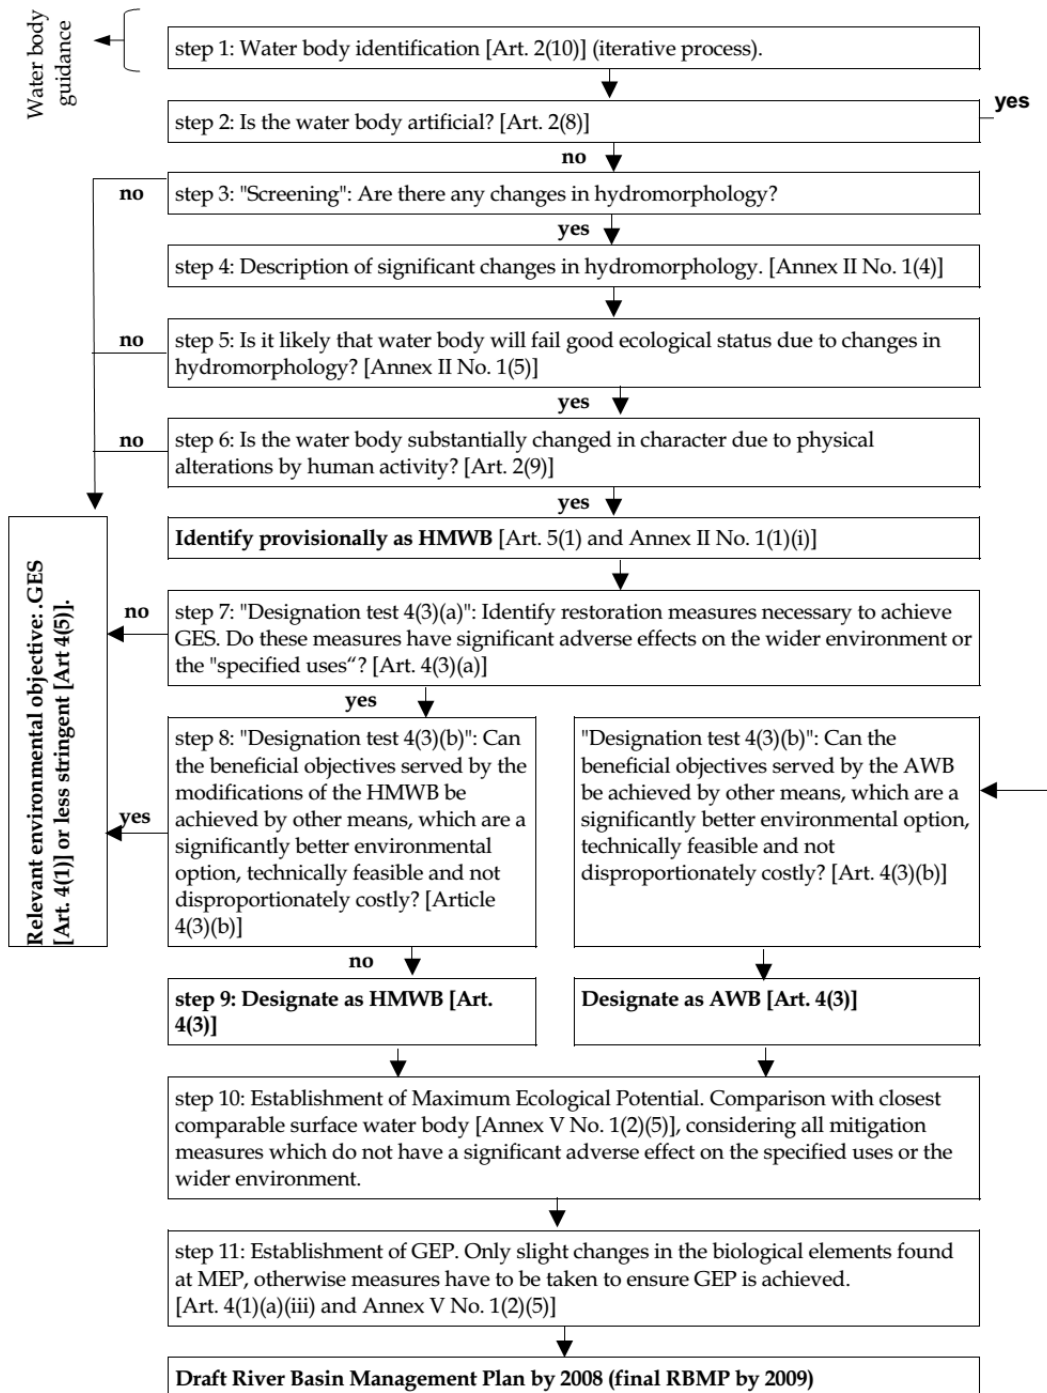 Water body
guidance
step 1: Water body identification [Art. 2(10)] (iterative process).
yes
step 2: Is the water body artificial? [Art. 2(8)]
no
no
step 3: "Screening": Are there any changes in hydromorphology?
yes
step 4: Description of significant changes in hydromorphology. [Annex II No. 1(4)]
no
step 5: Is it likely that water body will fail good ecological status due to changes in
hydromorphology? [Annex II No. 1(5)]
yes
no
step 6: Is the water body substantially changed in character due to physical
alterations by human activity? [Art. 2(9)]
yes
Identify provisionally as HMWB [Art. 5(1) and Annex II No. 1(1)(i)]
Relevant environmental objective: .GES
[Art. 4(1)] or less stringent [Art 4(5)].
no
step 7: "Designation test 4(3)(a)": Identify restoration measures necessary to achieve
GES. Do these measures have significant adverse effects on the wider environment or
the "specified uses“? [Art. 4(3)(a)]
yes
step 8: "Designation test 4(3)(b)": Can
the beneficial objectives served by the
modifications of the HMWB be
achieved by other means, which are a
significantly better environmental
option, technically feasible and not
disproportionately costly? [Article
4(3)(b)]
yes
"Designation test 4(3)(b)": Can the
beneficial objectives served by the AWB
be achieved by other means, which are a
significantly better environmental option,
technically feasible and not
disproportionately costly? [Art. 4(3)(b)]
no
step 9: Designate as HMWB [Art.
4(3)]
Designate as AWB [Art. 4(3)]
step 10: Establishment of Maximum Ecological Potential. Comparison with closest
comparable surface water body [Annex V No. 1(2)(5)], considering all mitigation
measures which do not have a significant adverse effect on the specified uses or the
wider environment.
step 11: Establishment of GEP. Only slight changes in the biological elements found
at MEP, otherwise measures have to be taken to ensure GEP is achieved.
[Art. 4(1)(a)(iii) and Annex V No. 1(2)(5)]
Draft River Basin Management Plan by 2008 (final RBMP by 2009)